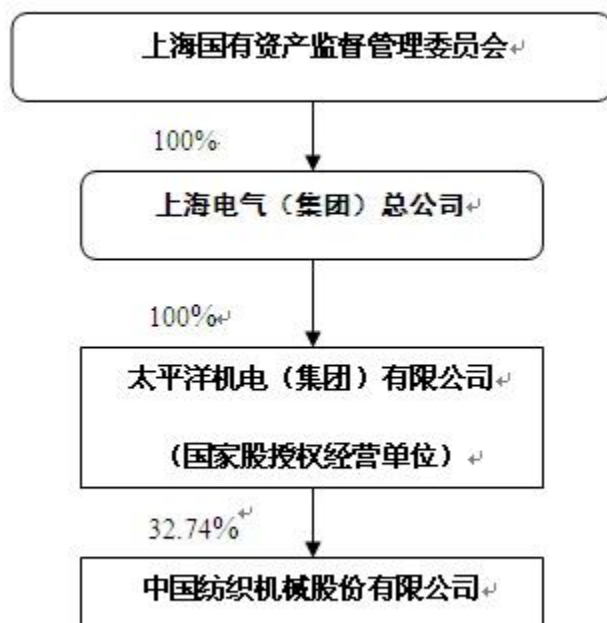 上海国有资产监督管理委员会
100%
上海电气（集团）总公司
100%
太平洋机电（集团）有限公司
（国家股授权经营单位）
32.74%
中国纺织机械股份有限公司